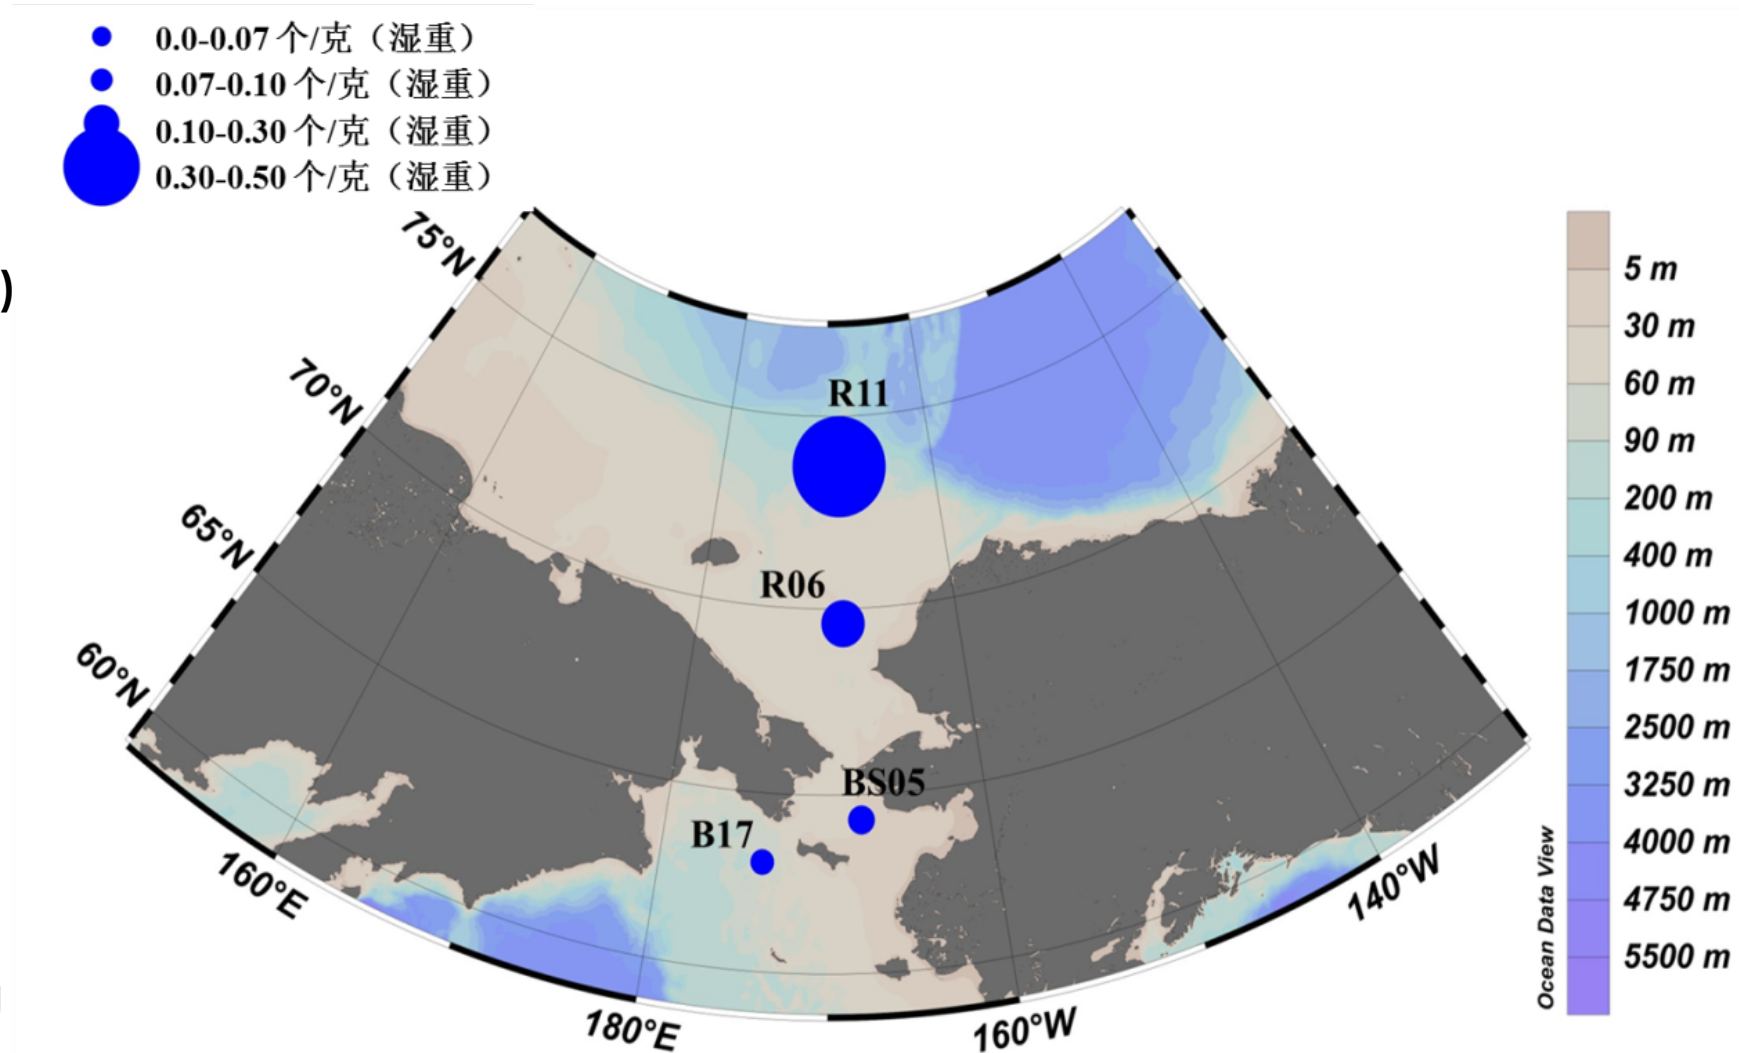 0.0-0.07 个/克（湿重）
0.07-0.10 个/克（湿重）
0.10-0.30 个/克（湿重）
0.30-0.50 个/克（湿重）
)
75°N
70°N
65°N
60°N
160°E
180°E
160°W
140°W
R11
R06
BS05
B17
5 m
30 m
60 m
90 m
200 m
400 m
1000 m
1750 m
2500 m
3250 m
4000 m
4750 m
5500 m
Ocean Data View